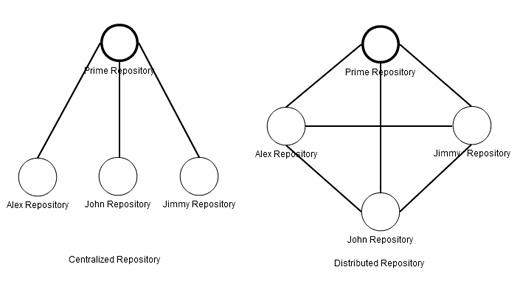 Prime Repository
Alex Repository
John Repository
Jimmy Repository
Centralized Repository
Prime Repository
Alex Repository
Jimmy Repository
John Repository
Distributed Repository